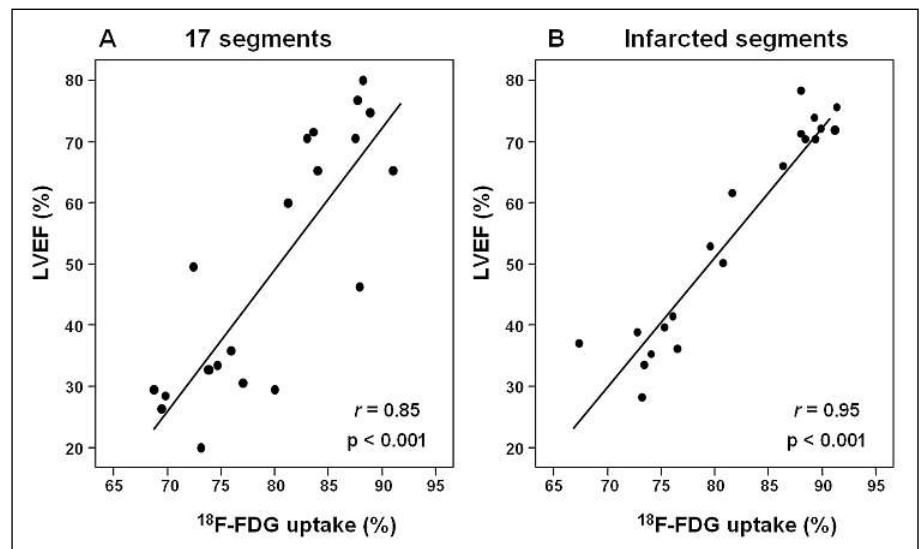 A 17 segments
LVEF (%)
80
70
60
50
40
30
20
r = 0.85
p < 0.001
65 70 75 80 85 90 95
¹⁸F-FDG uptake (%)
B Infarcted segments
LVEF (%)
80
70
60
50
40
30
20
r = 0.95
p < 0.001
65 70 75 80 85 90 95
¹⁸F-FDG uptake (%)